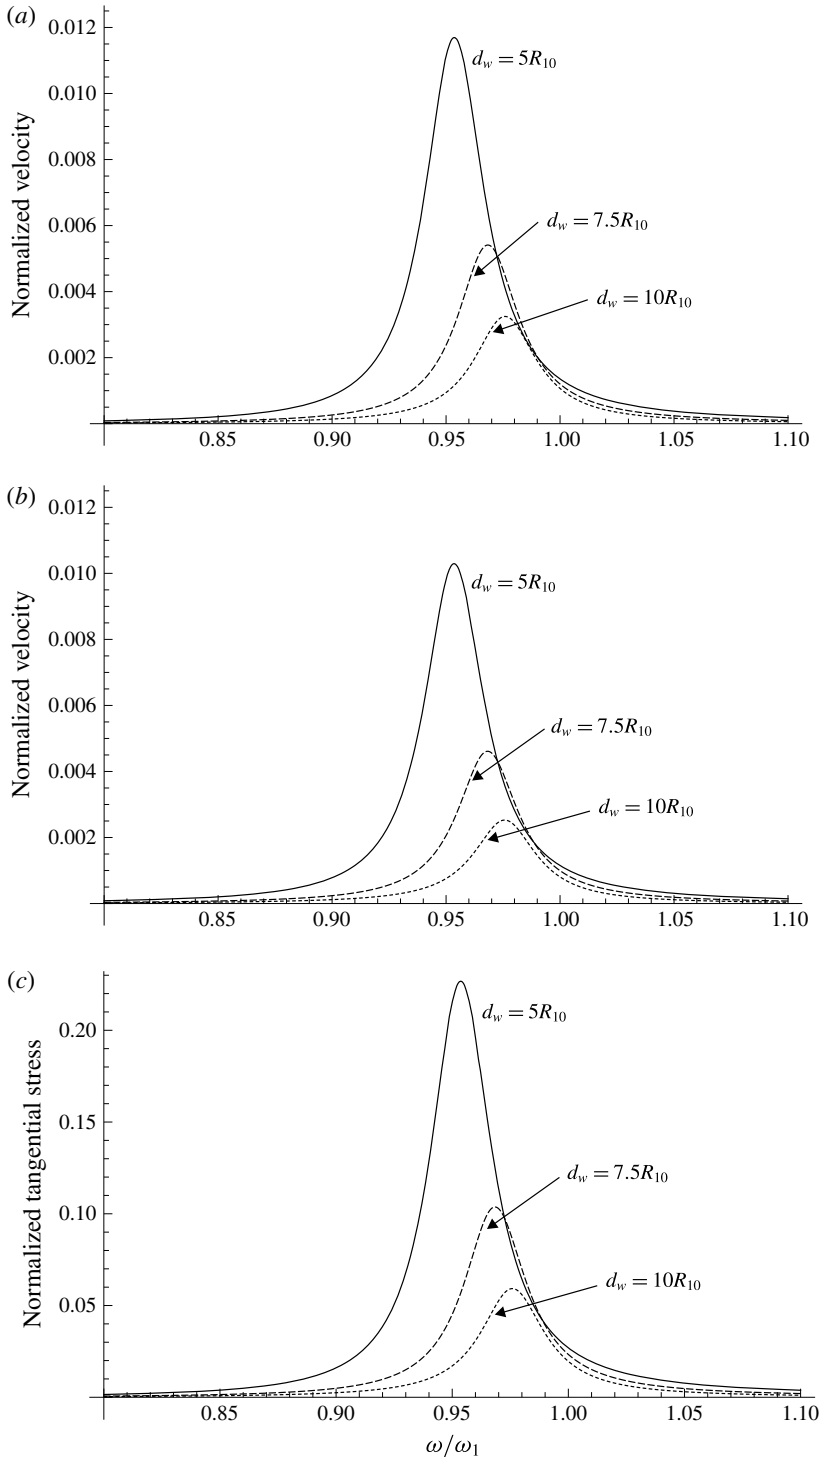 (a)
0.012
0.010
0.008
0.006
0.004
0.002
Normalized velocity
d_w = 5R_10
d_w = 7.5R_10
d_w = 10R_10
0.85 0.90 0.95 1.00 1.05 1.10
(b)
0.012
0.010
0.008
0.006
0.004
0.002
Normalized velocity
d_w = 5R_10
d_w = 7.5R_10
d_w = 10R_10
0.85 0.90 0.95 1.00 1.05 1.10
(c)
0.20
0.15
0.10
0.05
Normalized tangential stress
d_w = 5R_10
d_w = 7.5R_10
d_w = 10R_10
0.85 0.90 0.95 1.00 1.05 1.10
ω/ω_1